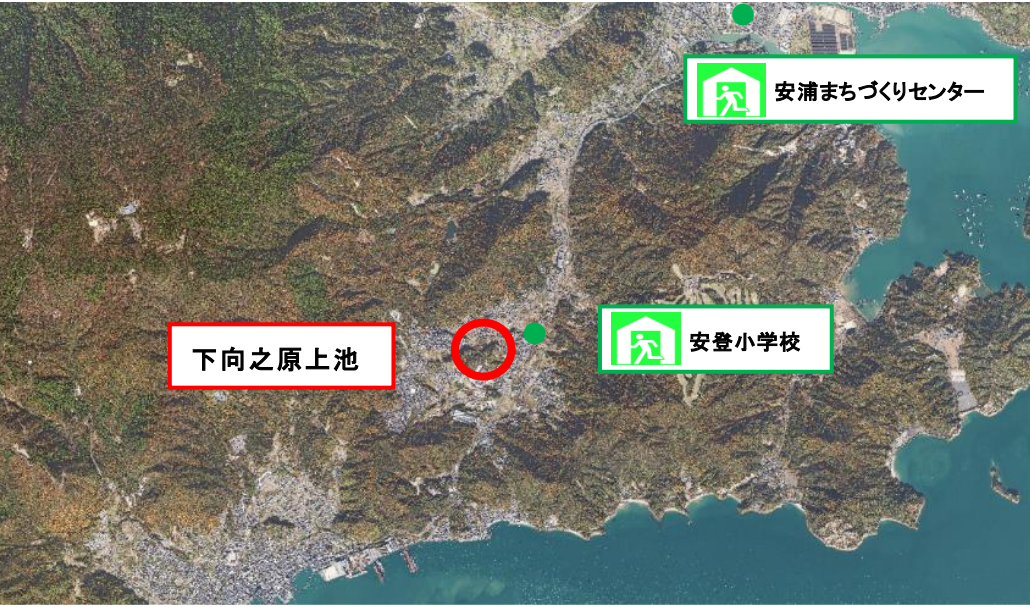 安浦まちづくりセンター
安登小学校
下向之原上池